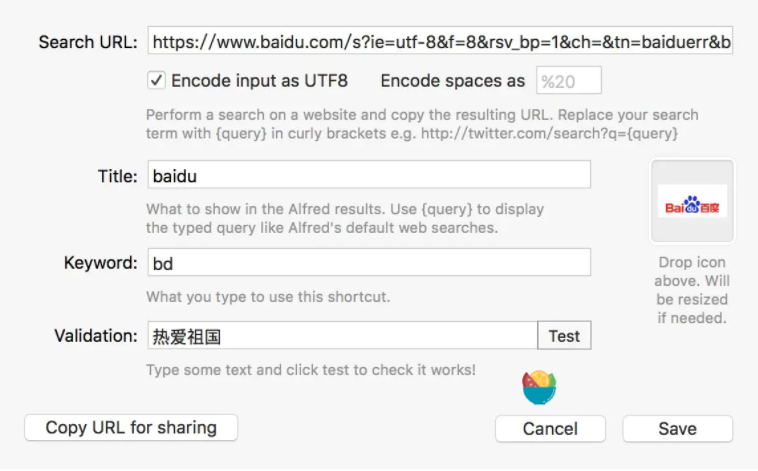 Search URL: https://www.baidu.com/s?ie=utf-8&f=8&rsv_bp=1&ch=&tn=baiduerr&b
Encode input as UTF8 Encode spaces as %20
Perform a search on a website and copy the resulting URL. Replace your search
term with {query} in curly brackets e.g. http://twitter.com/search?q={query}
Title: baidu
What to show in the Alfred results. Use {query} to display
the typed query like Alfred's default web searches.
Bai du 百度
Keyword: bd
What you type to use this shortcut.
Drop icon
above. Will
be resized
if needed.
Validation: 热爱祖国 Test
Type some text and click test to check it works!
Copy URL for sharing Cancel Save